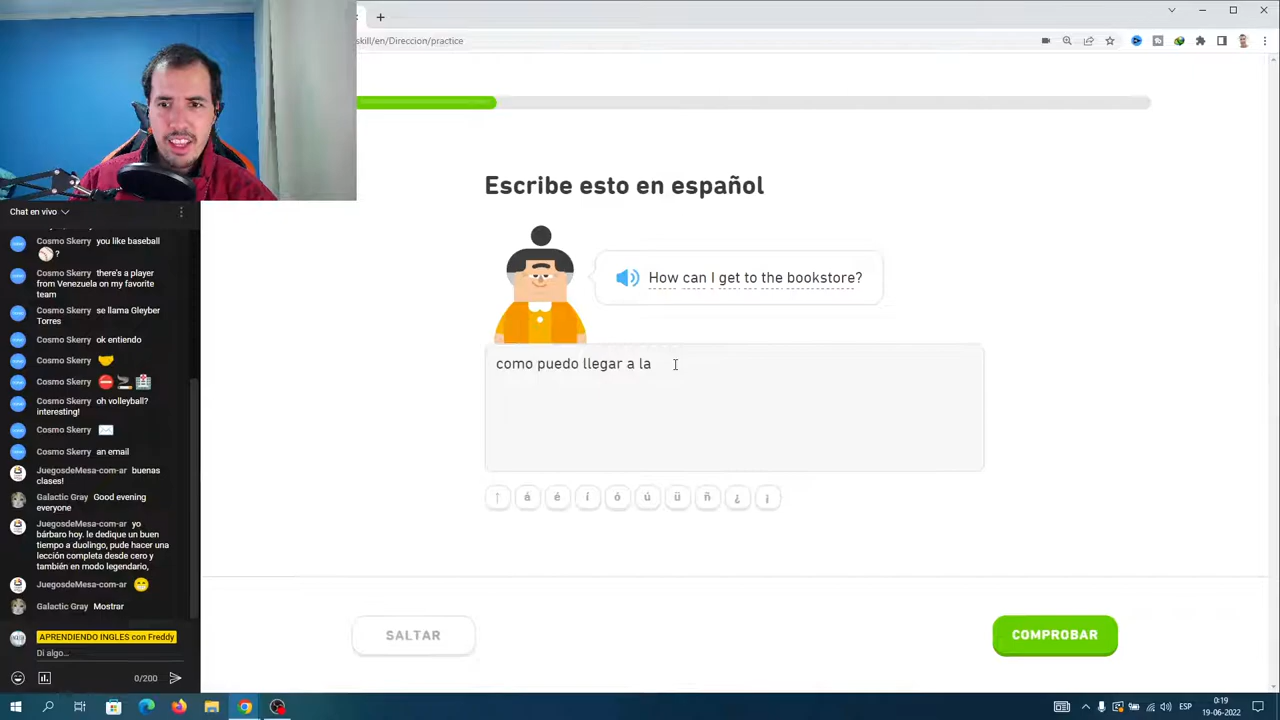 skill/en/Direccion/practice
Escribe esto en español
How can I get to the bookstore?
como puedo llegar a la
á é í ó ú ü ñ ¿ ¡
SALTAR
COMPROBAR
Chat en vivo
Cosmo Skerry you like baseball
?
Cosmo Skerry there's a player
from Venezuela on my favorite
team
Cosmo Skerry se llama Gleyber
Torres
Cosmo Skerry ok entiendo
Cosmo Skerry
Cosmo Skerry
Cosmo Skerry oh volleyball?
interesting!
Cosmo Skerry
Cosmo Skerry an email
JuegosdeMesa-com-ar buenas
clases!
Galactic Gray Good evening
everyone
JuegosdeMesa-com-ar yo
bárbaro hoy. le dedique un buen
tiempo a duolingo, pude hacer una
lección completa desde cero y
también en modo legendario,
JuegosdeMesa-com-ar
Galactic Gray Mostrar
APRENDIENDO INGLES con Freddy
Di algo...
0/200
ESP
0:19
19-06-2022